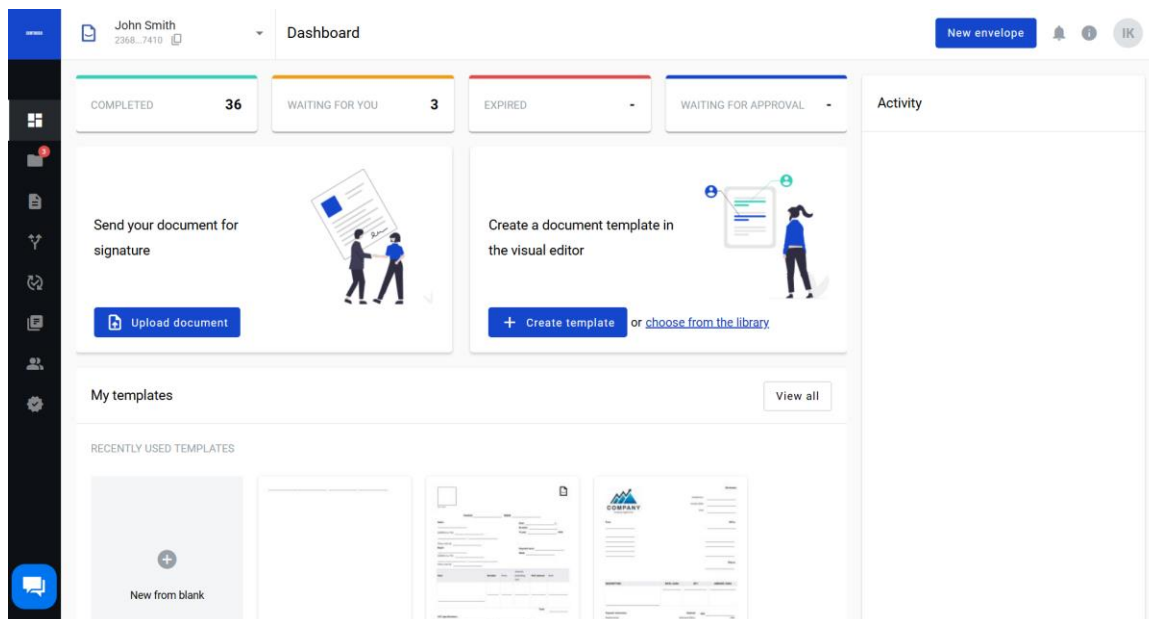 John Smith
2368...7410
Dashboard
New envelope
IK
COMPLETED 36
WAITING FOR YOU 3
EXPIRED -
WAITING FOR APPROVAL -
Activity
3
Send your document for
signature
Upload document
Create a document template in
the visual editor
+ Create template or choose from the library
My templates
View all
RECENTLY USED TEMPLATES
New from blank
COMPANY